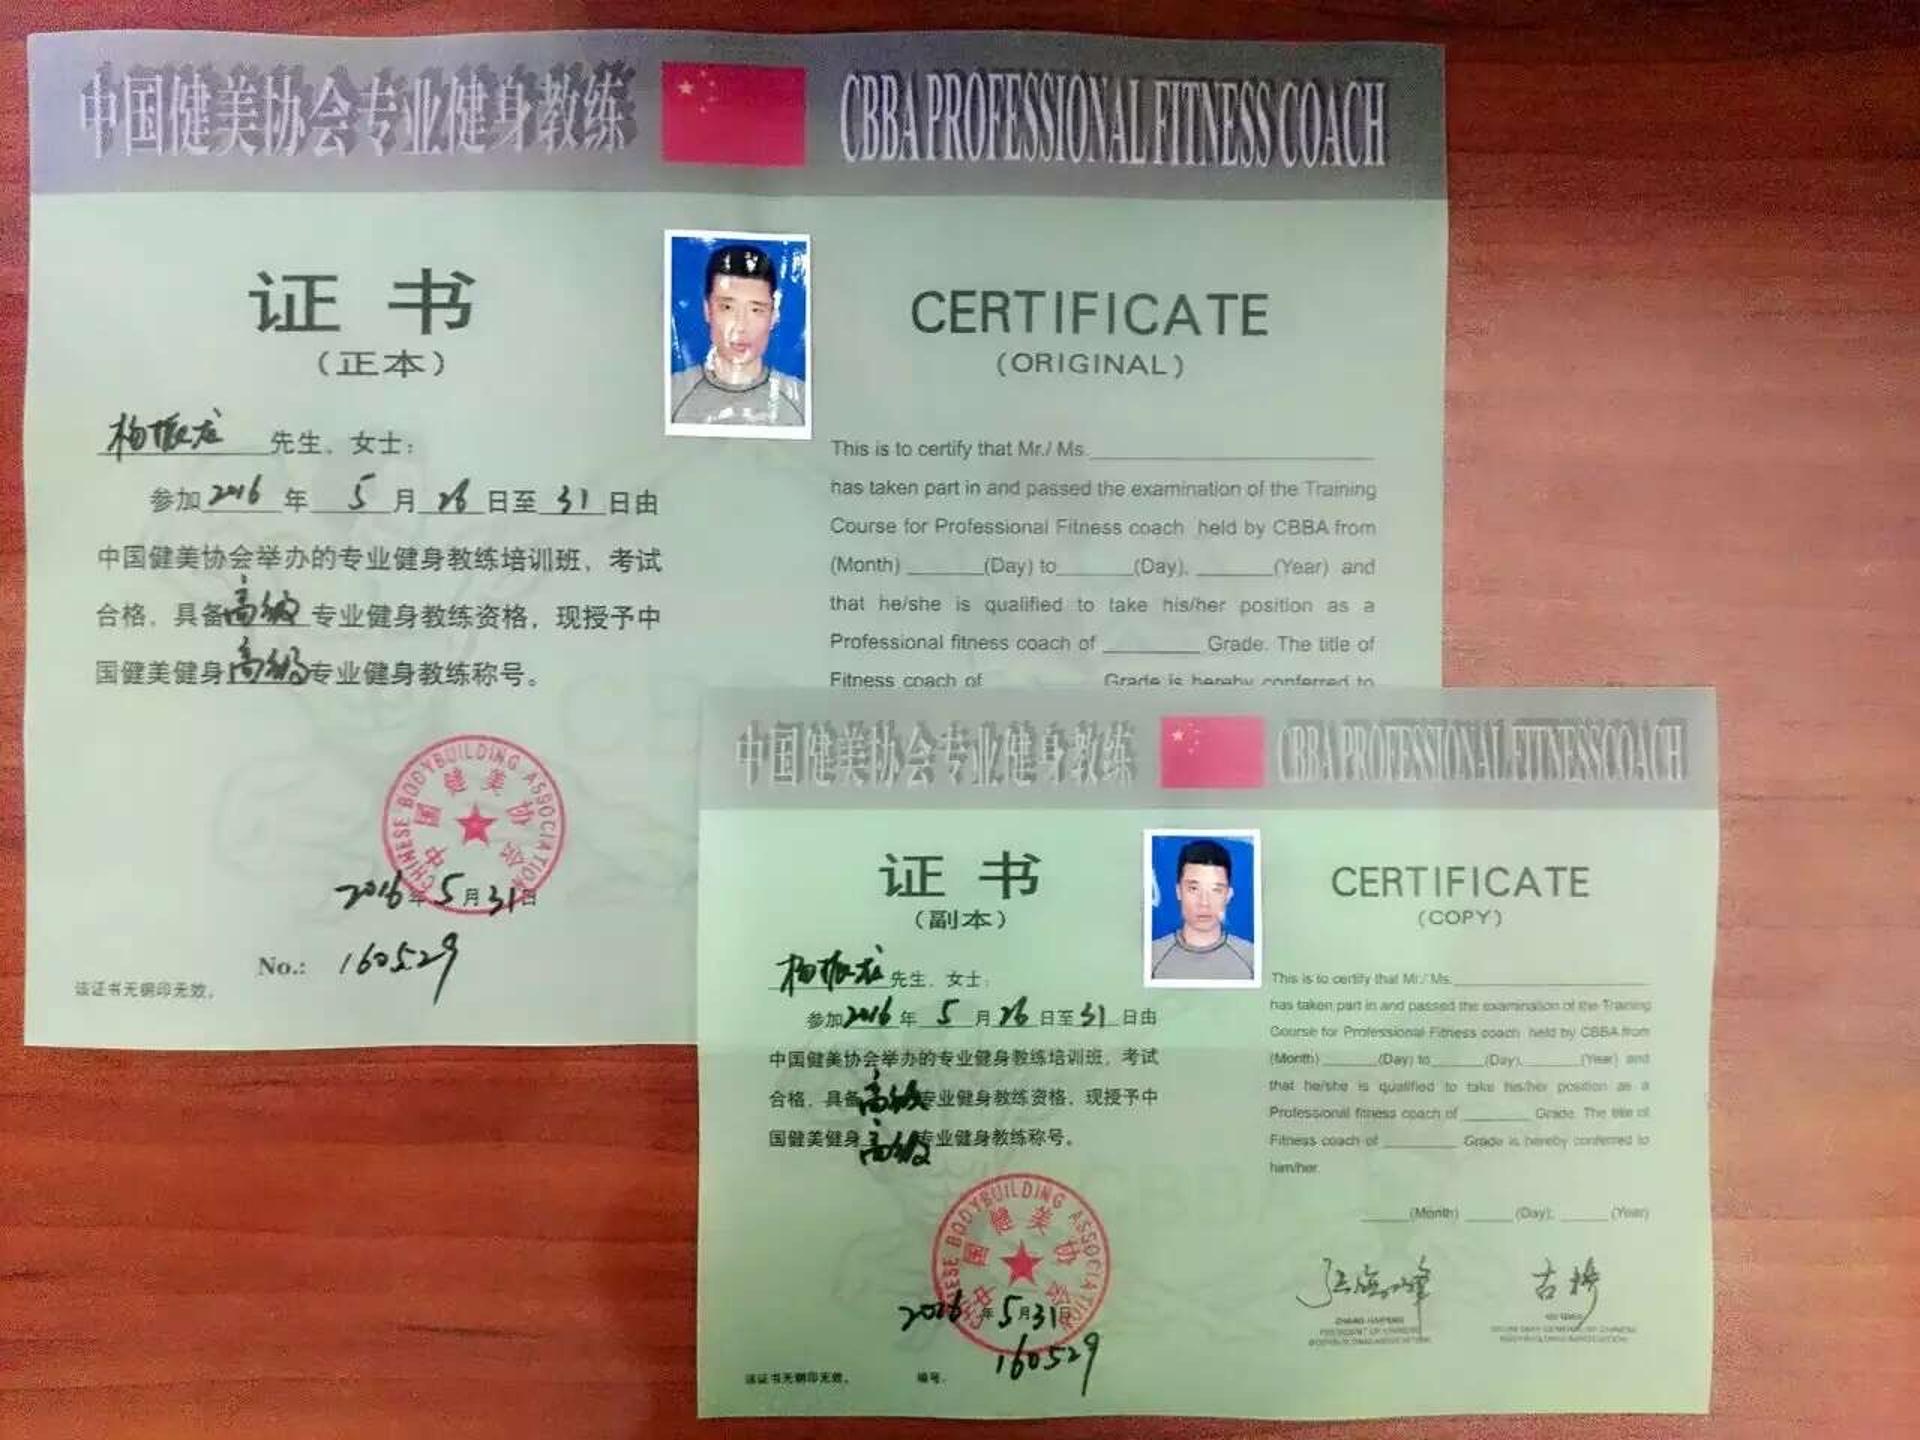 中国健美协会专业健身教练
CBBA PROFESSIONAL FITNESS COACH
证书
（正本）
杨振龙 先生、女士：
参加2016年 5月26日至31日由
中国健美协会举办的专业健身教练培训班，考试
合格，具备高级专业健身教练资格，现授予中
国健美健身高级专业健身教练称号。
CHINESE BODYBUILDING ASSOCIATION
中国健美协会
2016年5月31日
No.: 160529
该证书无钢印无效。
CERTIFICATE
(ORIGINAL)
This is to certify that Mr./ Ms.
has taken part in and passed the examination of the Training
Course for Professional Fitness coach held by CBBA from
(Month) (Day) to (Day), (Year) and
that he/she is qualified to take his/her position as a
Professional fitness coach of Grade. The title of
Fitness coach of Grade is hereby conferred to
中国健美协会专业健身教练
CBBA PROFESSIONAL FITNESS COACH
证书
（副本）
杨振龙 先生、女士：
参加2016年 5月26日至31日由
中国健美协会举办的专业健身教练培训班，考试
合格，具备高级专业健身教练资格，现授予中
国健美健身高级专业健身教练称号。
CHINESE BODYBUILDING ASSOCIATION
中国健美协会
2016年5月31日
160529
该证书无钢印无效。
编号.
CERTIFICATE
(COPY)
This is to certify that Mr./ Ms.
has taken part in and passed the examination of the Training
Course for Professional Fitness coach held by CBBA from
(Month) (Day) to (Day), (Year) and
that he/she is qualified to take his/her position as a
Professional fitness coach of Grade. The title of
Fitness coach of Grade is hereby conferred to
him/her.
(Month) (Day), (Year)
古桥